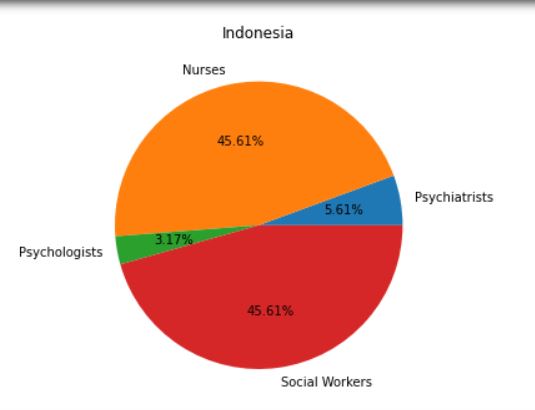 Indonesia
Nurses
45.61%
Psychiatrists
5.61%
3.17%
Psychologists
45.61%
Social Workers